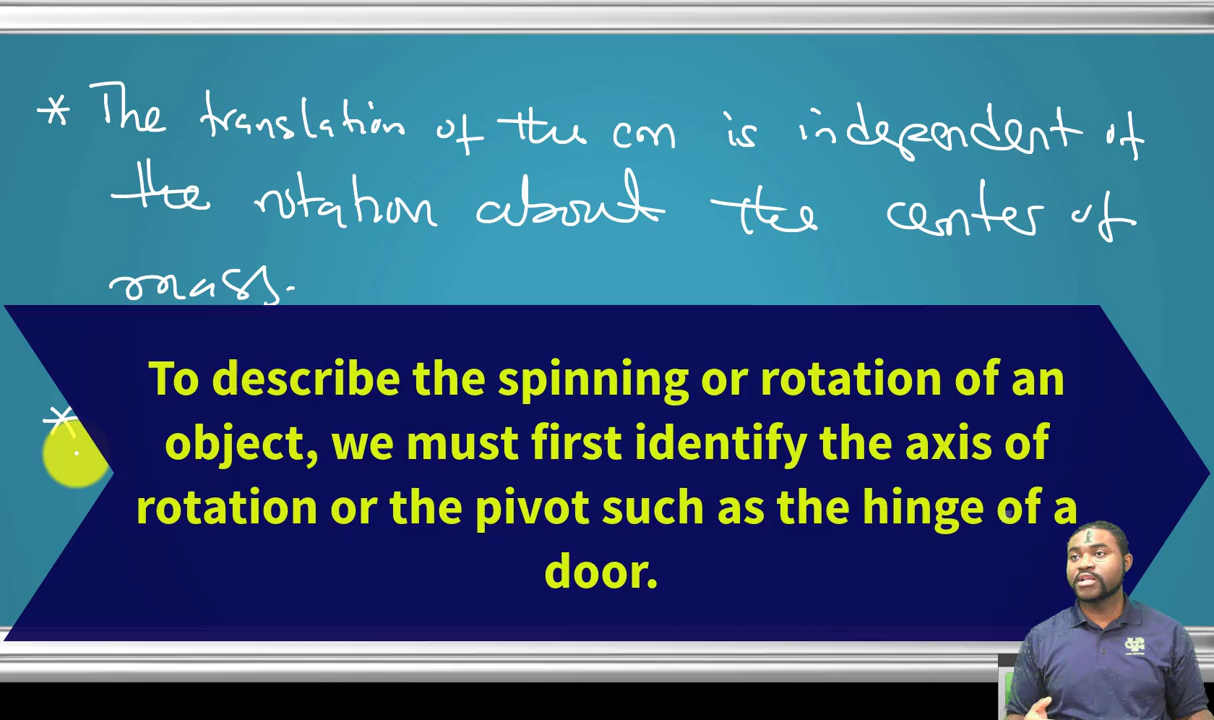 * The translation of the cm is independent of
the rotation about the center of
mass.
*
To describe the spinning or rotation of an
object, we must first identify the axis of
rotation or the pivot such as the hinge of a
door.